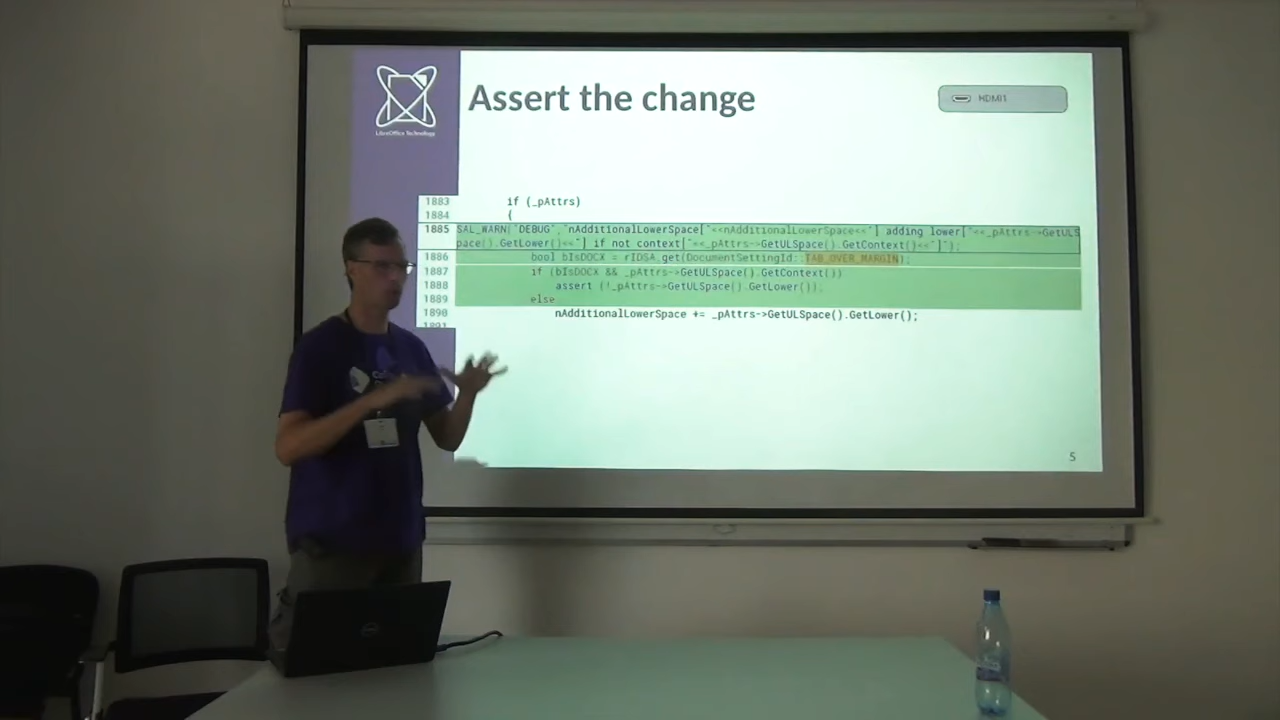 Assert the change
HDMI1
LibreOffice Technology
1883 if (_pAttrs)
1884 {
1885 SAL_WARN("DEBUG","nAdditionalLowerSpace["<<nAdditionalLowerSpace<<"] adding lower["<<_pAttrs->GetULS
pace().GetLower()<<"] if not context["<<_pAttrs->GetULSpace().GetContext()<<"]");
1886 bool bIsDOCX = rIDSA.get(DocumentSettingId::TAB_OVER_MARGIN);
1887 if (bIsDOCX && _pAttrs->GetULSpace().GetContext())
1888 assert (!_pAttrs->GetULSpace().GetLower());
1889 else
1890 nAdditionalLowerSpace += _pAttrs->GetULSpace().GetLower();
1891
5